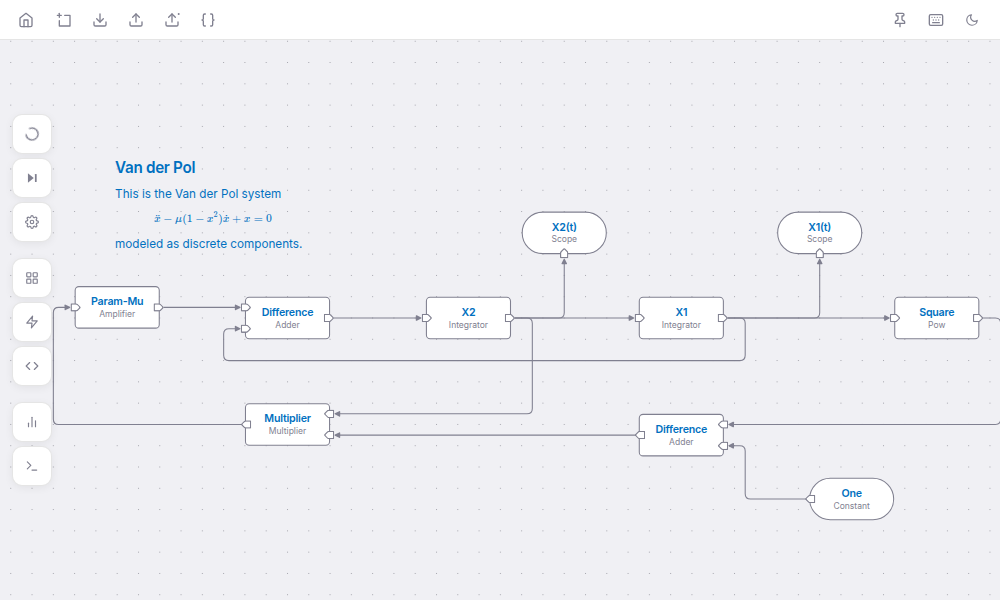 Van der Pol
This is the Van der Pol system
ẍ − μ(1 − x²)ẋ + x = 0
modeled as discrete components.
X2(t)
Scope
X1(t)
Scope
Param-Mu
Amplifier
Difference
Adder
X2
Integrator
X1
Integrator
Square
Pow
Multiplier
Multiplier
Difference
Adder
One
Constant